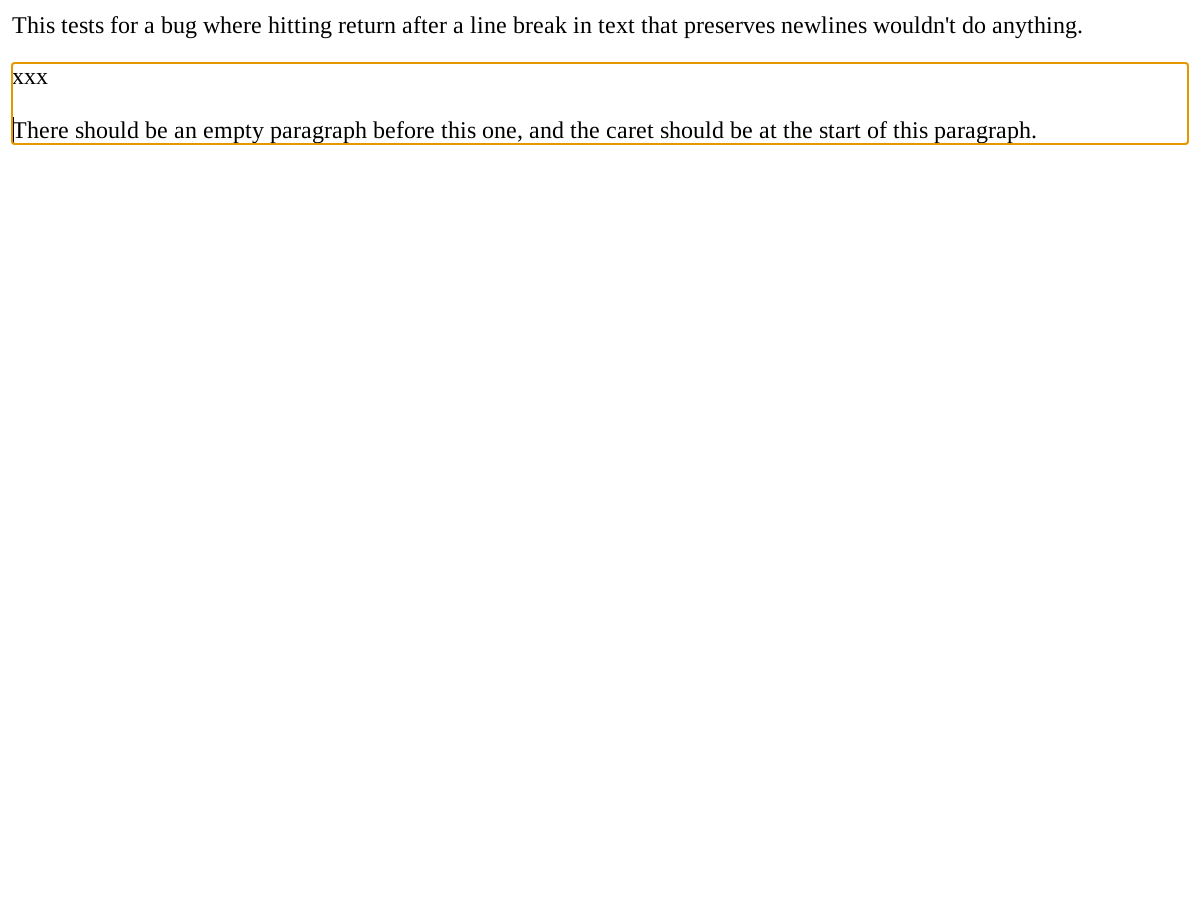 This tests for a bug where hitting return after a line break in text that preserves newlines wouldn't do anything.
xxx
There should be an empty paragraph before this one, and the caret should be at the start of this paragraph.